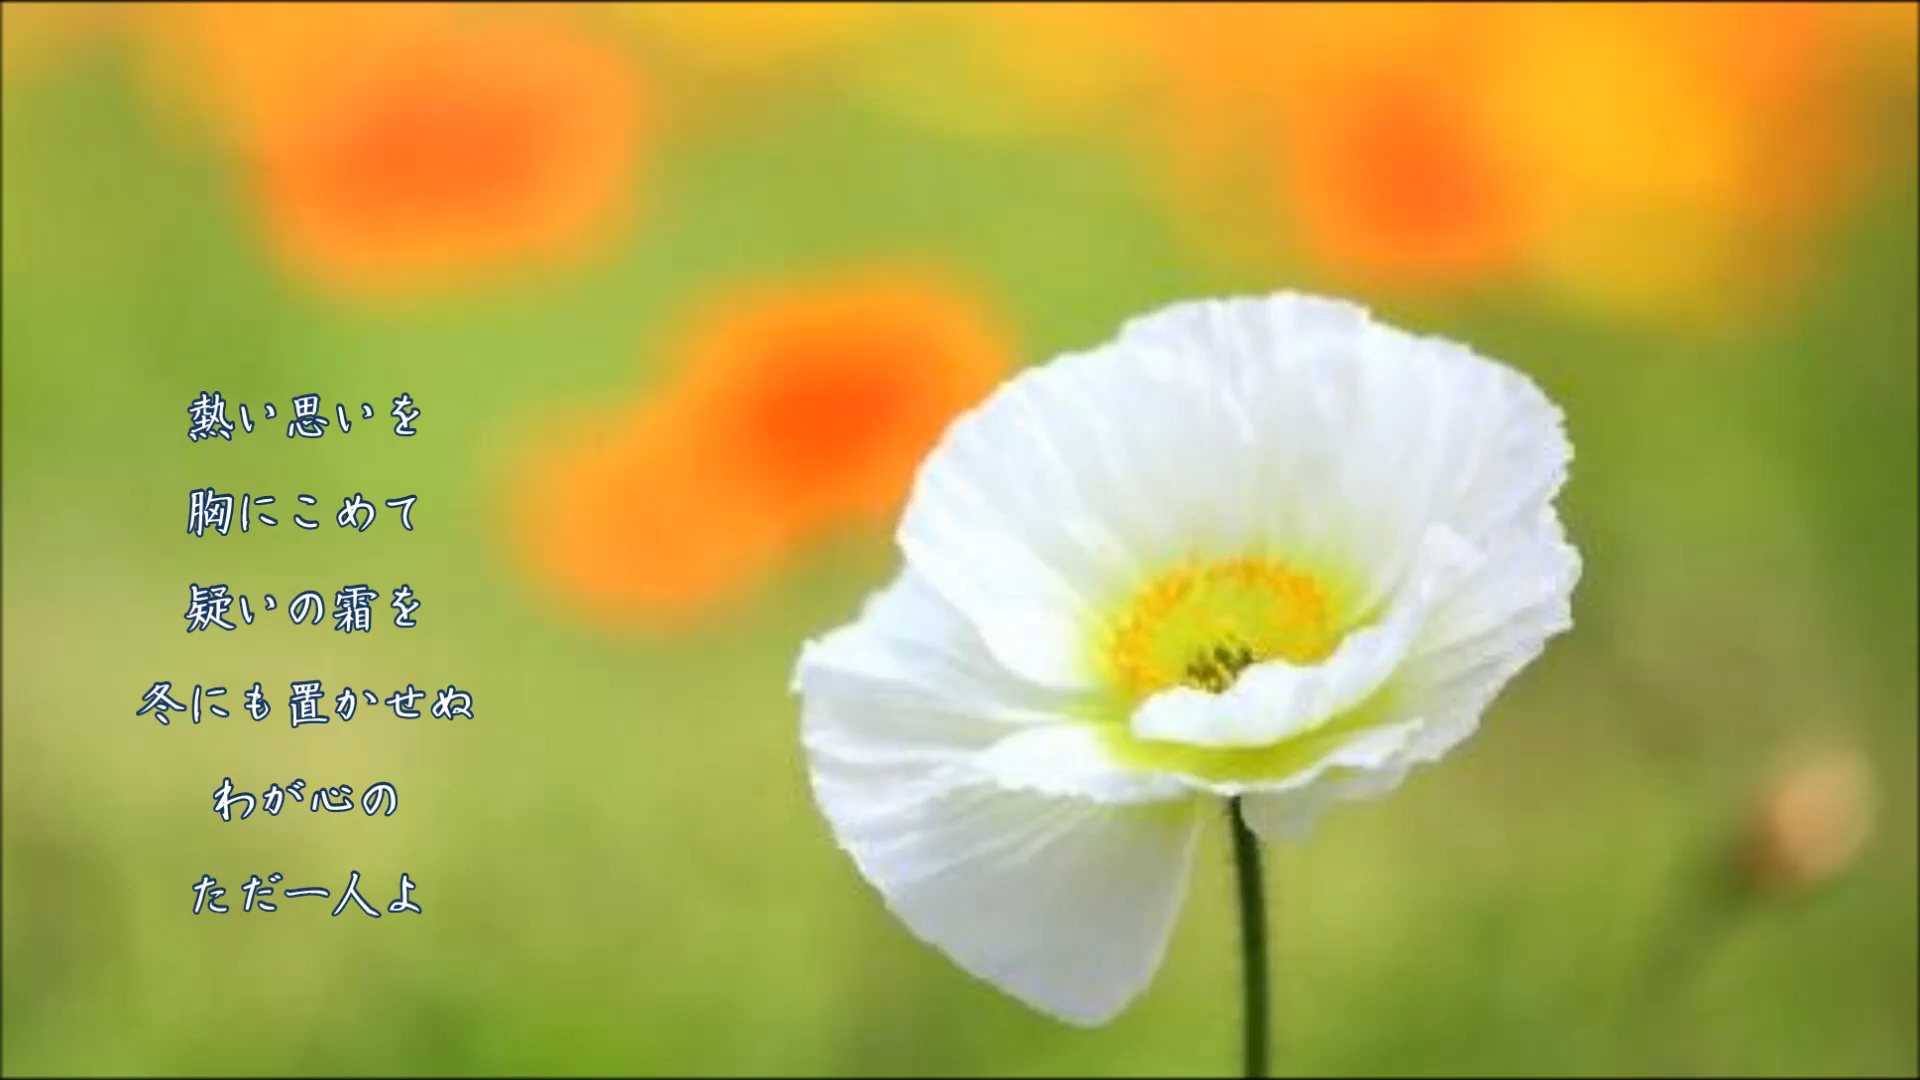 熱い思いを
胸にこめて
疑いの霜を
冬にも置かせぬ
わが心の
ただ一人よ